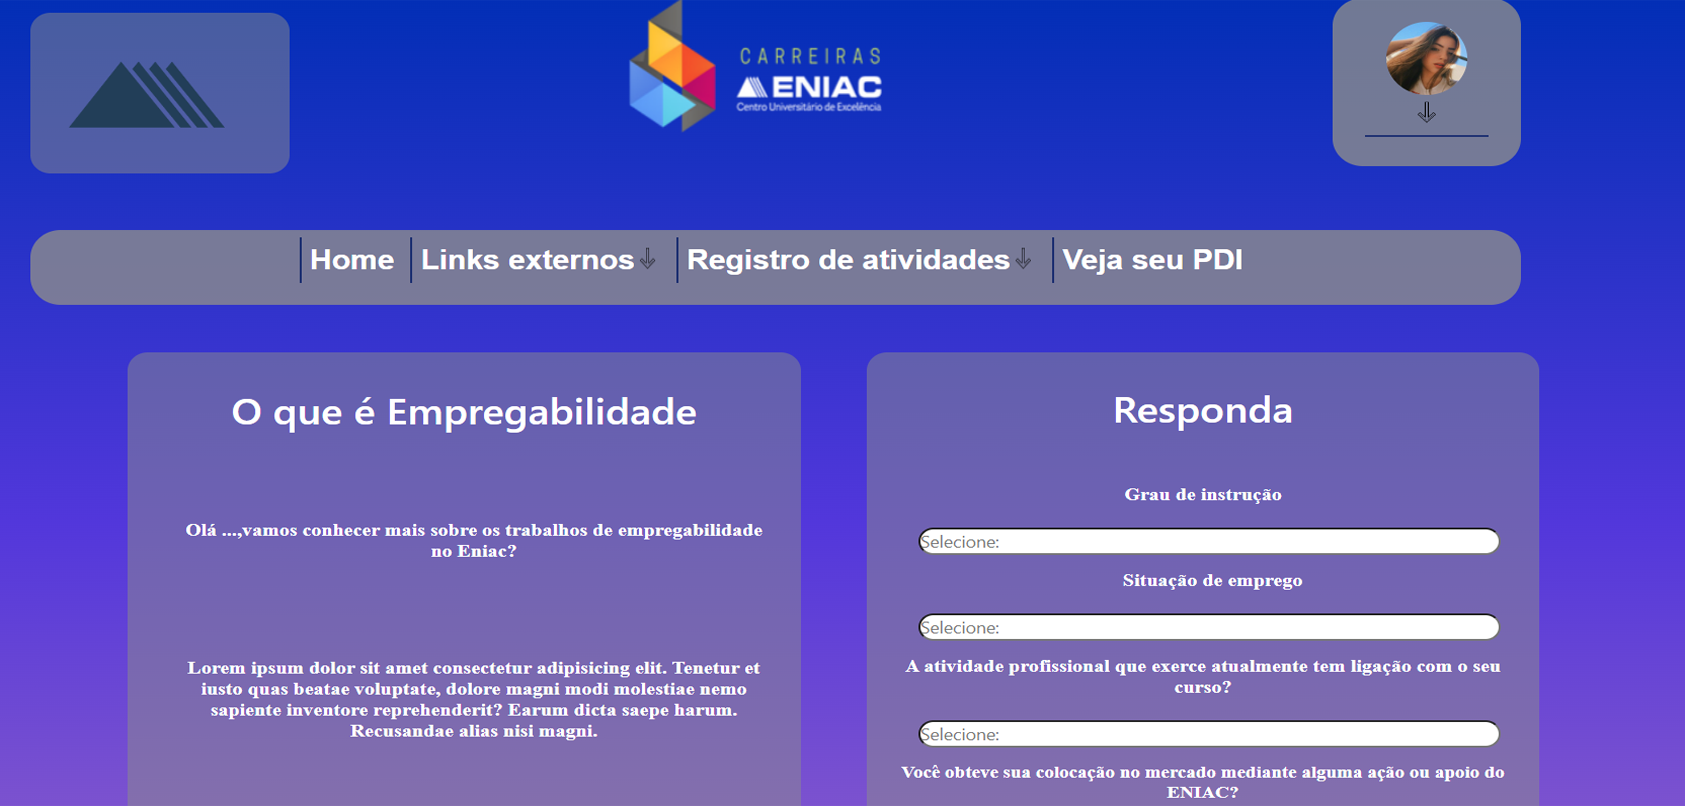 CARREIRAS
ENIAC
Centro Universitário de Excelência
Home
Links externos
Registro de atividades
Veja seu PDI
O que é Empregabilidade
Olá ...,vamos conhecer mais sobre os trabalhos de empregabilidade
no Eniac?
Lorem ipsum dolor sit amet consectetur adipisicing elit. Tenetur et
iusto quas beatae voluptate, dolore magni modi molestiae nemo
sapiente inventore reprehenderit? Earum dicta saepe harum.
Recusandae alias nisi magni.
Responda
Grau de instrução
Selecione:
Situação de emprego
Selecione:
A atividade profissional que exerce atualmente tem ligação com o seu
curso?
Selecione:
Você obteve sua colocação no mercado mediante alguma ação ou apoio do
ENIAC?